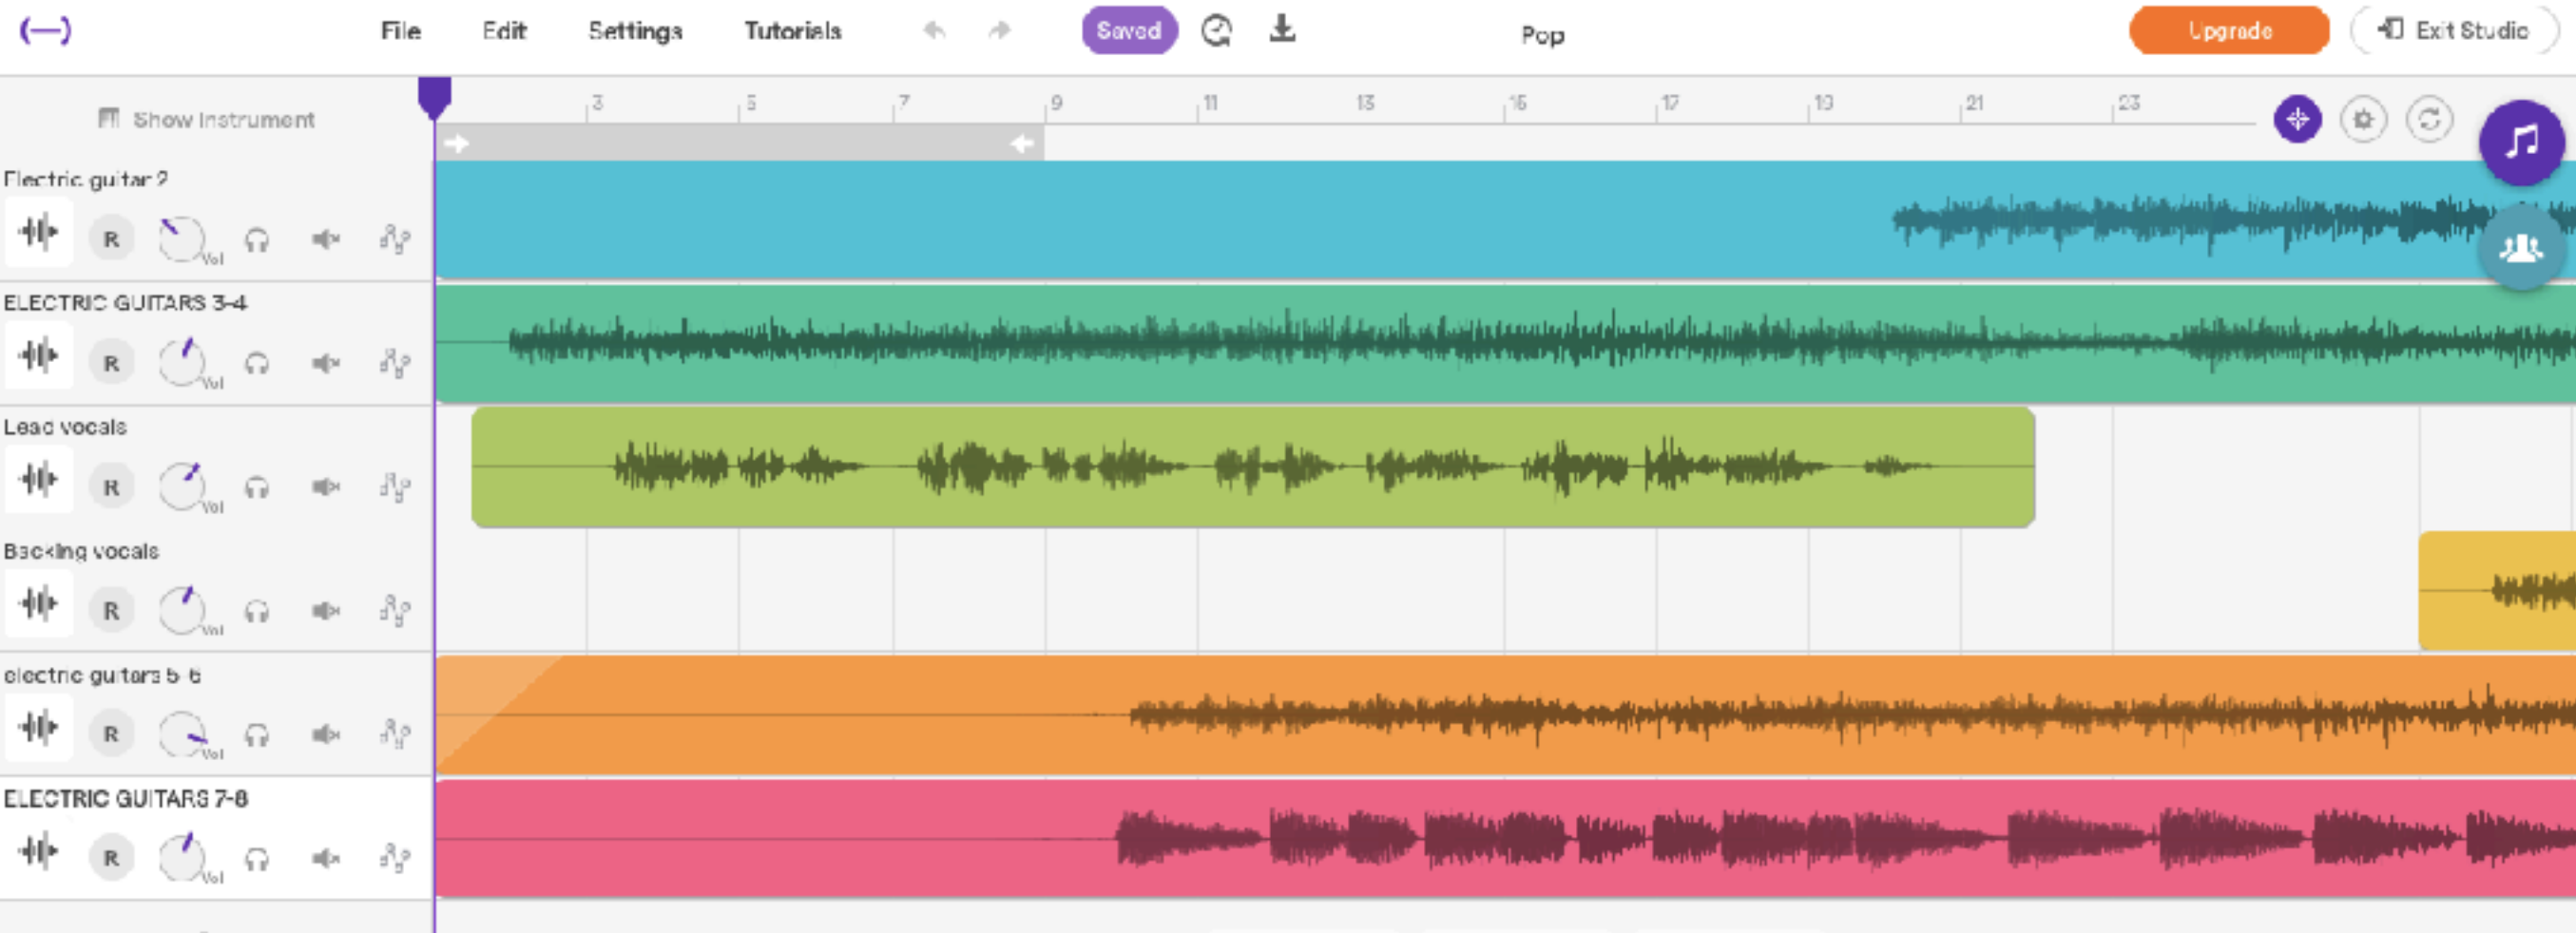 File Edit Settings Tutorials Saved Pop Upgrade Exit Studio
Show Instrument 3 5 7 9 11 13 15 17 19 21 23
Electric guitar 2
R Vol
ELECTRIC GUITARS 3-4
R Vol
Lead vocals
R Vol
Backing vocals
R Vol
electric guitars 5-6
R Vol
ELECTRIC GUITARS 7-8
R Vol